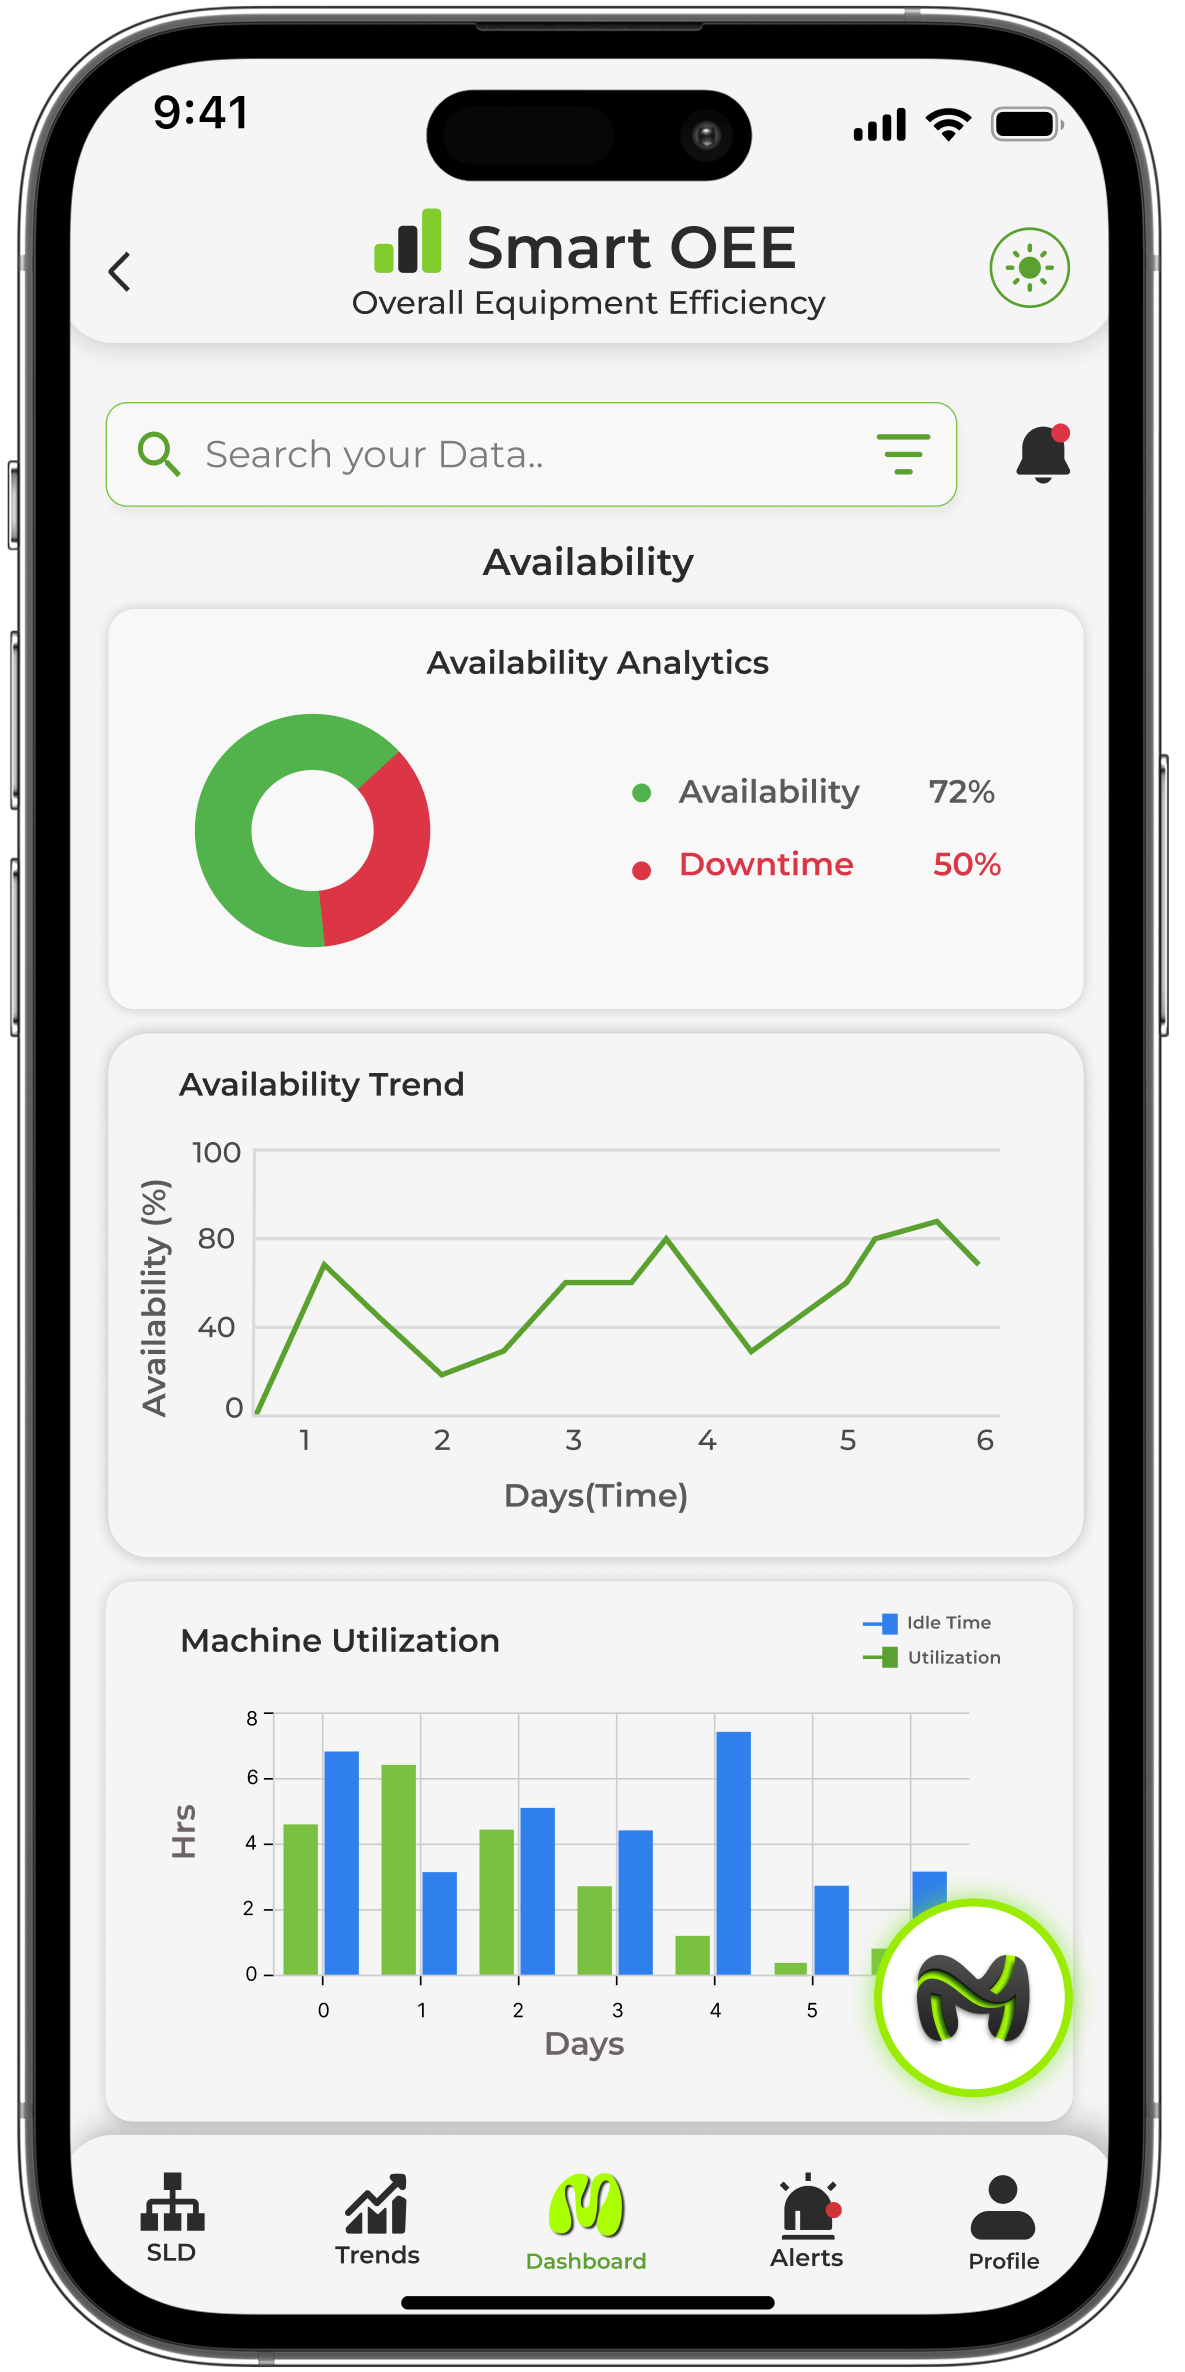 9:41
Smart OEE
Overall Equipment Efficiency
Search your Data..
Availability
Availability Analytics
Availability 72%
Downtime 50%
Availability Trend
Availability (%)
100
80
40
0
1 2 3 4 5 6
Days(Time)
Machine Utilization
Idle Time
Utilization
Hrs
8
6
4
2
0
0 1 2 3 4 5
Days
SLD Trends Dashboard Alerts Profile